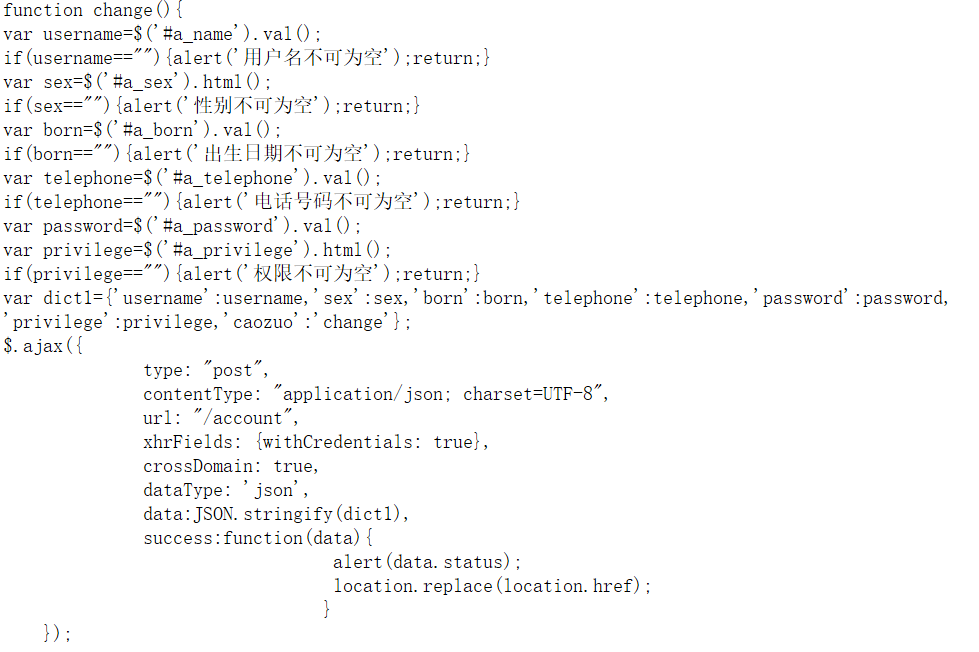 function change(){
var username=$('#a_name').val();
if(username==""){alert('用户名不可为空');return;}
var sex=$('#a_sex').html();
if(sex==""){alert('性别不可为空');return;}
var born=$('#a_born').val();
if(born==""){alert('出生日期不可为空');return;}
var telephone=$('#a_telephone').val();
if(telephone==""){alert('电话号码不可为空');return;}
var password=$('#a_password').val();
var privilege=$('#a_privilege').html();
if(privilege==""){alert('权限不可为空');return;}
var dict1={'username':username,'sex':sex,'born':born,'telephone':telephone,'password':password,
'privilege':privilege,'caozuo':'change'};
$.ajax({
type: "post",
contentType: "application/json; charset=UTF-8",
url: "/account",
xhrFields: {withCredentials: true},
crossDomain: true,
dataType: 'json',
data:JSON.stringify(dict1),
success:function(data){
alert(data.status);
location.replace(location.href);
}
});